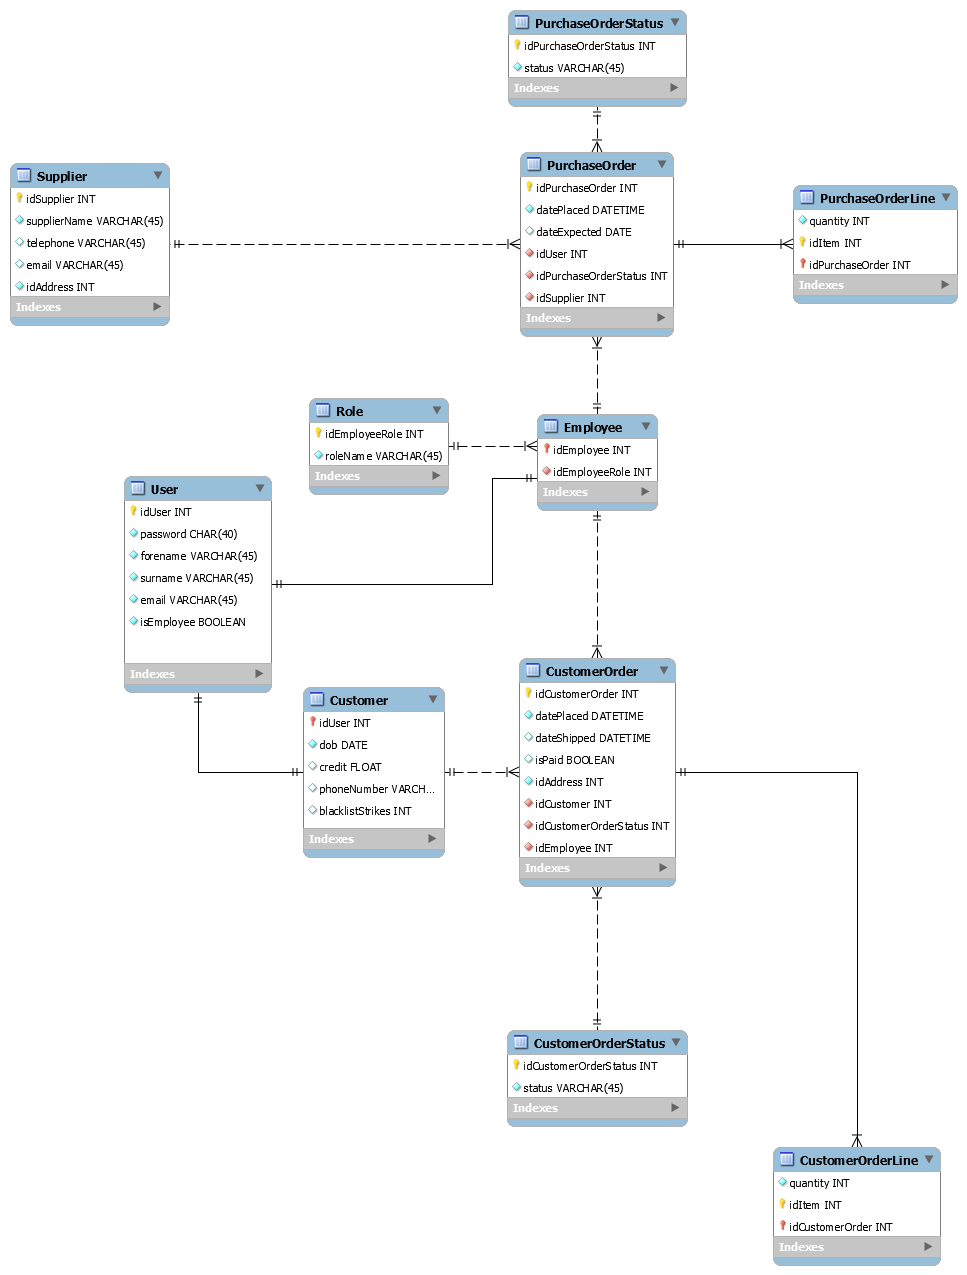 PurchaseOrderStatus
idPurchaseOrderStatus INT
status VARCHAR(45)
Indexes
Supplier
idSupplier INT
supplierName VARCHAR(45)
telephone VARCHAR(45)
email VARCHAR(45)
idAddress INT
Indexes
PurchaseOrder
idPurchaseOrder INT
datePlaced DATETIME
dateExpected DATE
idUser INT
idPurchaseOrderStatus INT
idSupplier INT
Indexes
PurchaseOrderLine
quantity INT
idItem INT
idPurchaseOrder INT
Indexes
Role
idEmployeeRole INT
roleName VARCHAR(45)
Indexes
Employee
idEmployee INT
idEmployeeRole INT
Indexes
User
idUser INT
password CHAR(40)
forename VARCHAR(45)
surname VARCHAR(45)
email VARCHAR(45)
isEmployee BOOLEAN
Indexes
Customer
idUser INT
dob DATE
credit FLOAT
phoneNumber VARCH...
blacklistStrikes INT
Indexes
CustomerOrder
idCustomerOrder INT
datePlaced DATETIME
dateShipped DATETIME
isPaid BOOLEAN
idAddress INT
idCustomer INT
idCustomerOrderStatus INT
idEmployee INT
Indexes
CustomerOrderStatus
idCustomerOrderStatus INT
status VARCHAR(45)
Indexes
CustomerOrderLine
quantity INT
idItem INT
idCustomerOrder INT
Indexes